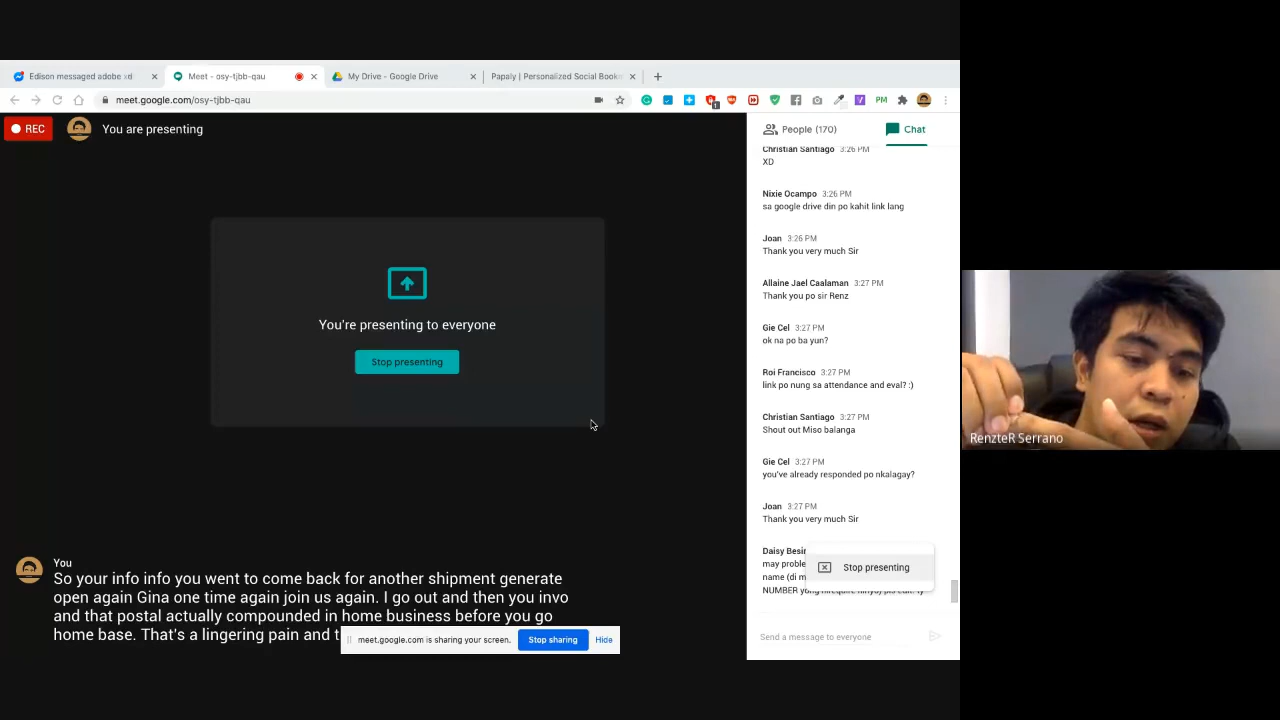 Edison messaged adobe xd
Meet - osy-tjbb-qau
My Drive - Google Drive
Papaly | Personalized Social Book
meet.google.com/osy-tjbb-qau
PM
REC
You are presenting
People (170)
Chat
Christian Santiago 3:26 PM
XD
Nixie Ocampo 3:26 PM
sa google drive din po kahit link lang
Joan 3:26 PM
Thank you very much Sir
Allaine Jael Caalaman 3:27 PM
Thank you po sir Renz
You're presenting to everyone
Gie Cel 3:27 PM
ok na po ba yun?
Stop presenting
Roi Francisco 3:27 PM
link po nung sa attendance and eval? :)
Christian Santiago 3:27 PM
Shout out Miso balanga
Gie Cel 3:27 PM
you've already responded po nkalagay?
RenzteR Serrano
Joan 3:27 PM
Thank you very much Sir
Daisy
may
Stop presenting
name (di
NUMBER
You
So your info info you went to come back for another shipment generate
open again Gina one time again join us again. I go out and then you invo
and that postal actually compounded in home business before you go
home base. That's a lingering pain and
meet.google.com is sharing your screen.
Stop sharing
Hide
Send a message to everyone